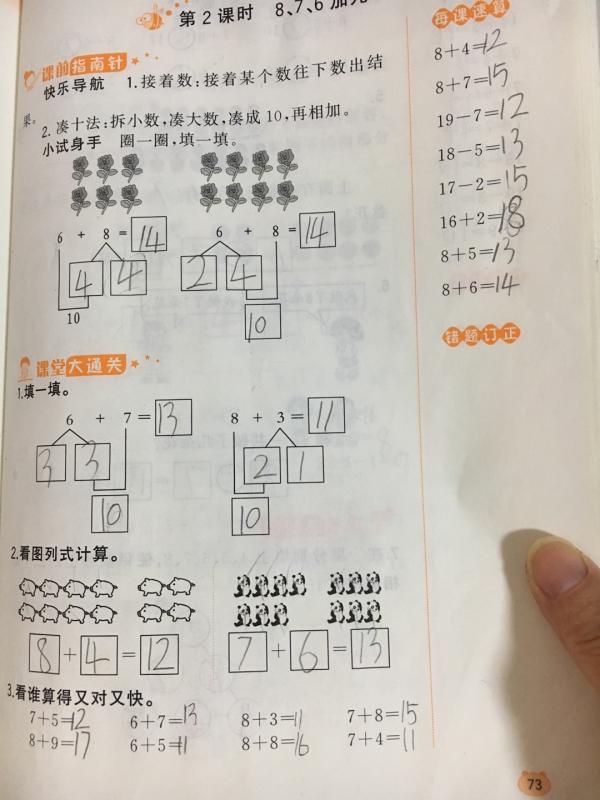 第2课时 8、7、6加几
课前指南针
快乐导航 1.接着数:接着某个数往下数出结
果。
2.凑十法:拆小数,凑大数,凑成10,再相加。
小试身手 圈一圈,填一填。
6 + 8 = 14
4 4
10
6 + 8 = 14
2 4
10
课堂大通关
1.填一填。
6 + 7 = 13
3 3
10
8 + 3 = 11
2 1
10
2.看图列式计算。
8 + 4 = 12
7 + 6 = 13
3.看谁算得又对又快。
7+5=12 6+7=13 8+3=11 7+8=15
8+9=17 6+5=11 8+8=16 7+4=11
每课速算
8+4=12
8+7=15
19-7=12
18-5=13
17-2=15
16+2=18
8+5=13
8+6=14
错题订正
73